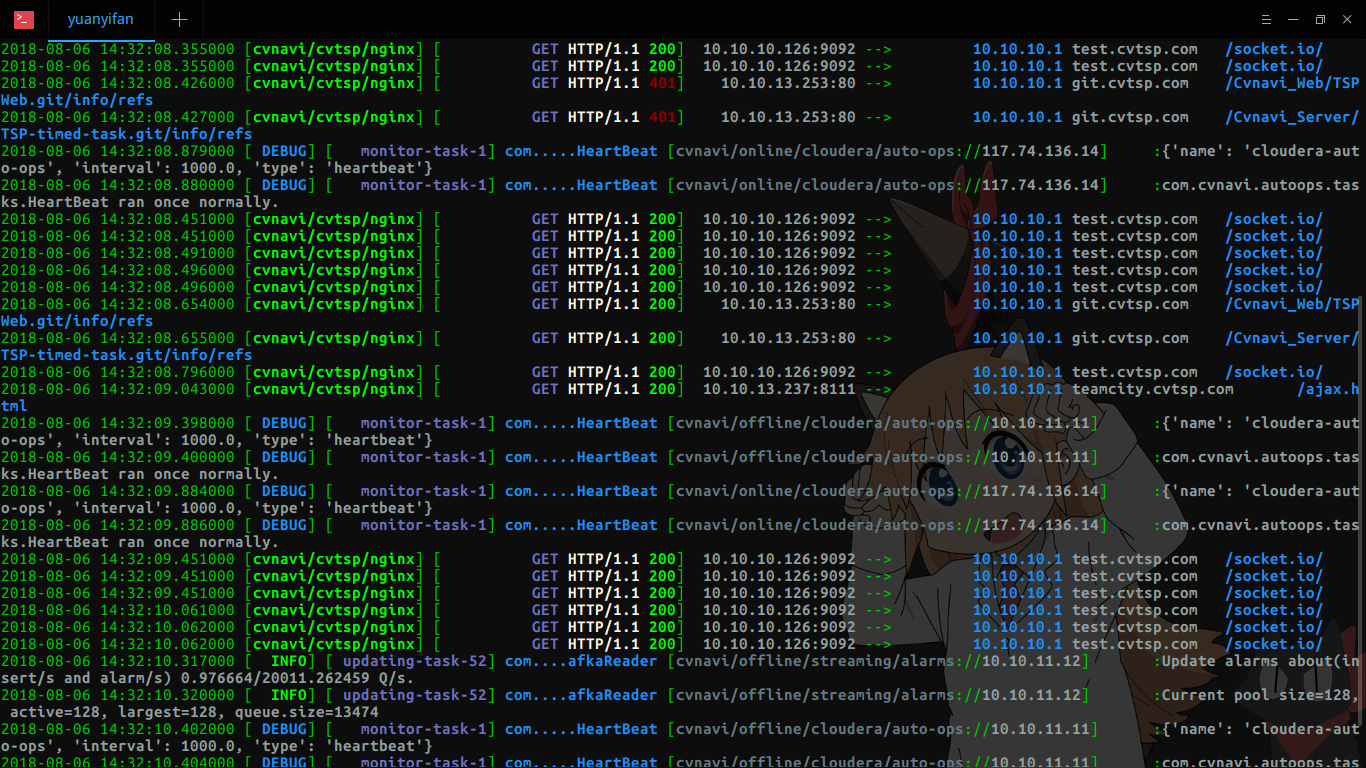 yuanyifan
2018-08-06 14:32:08.355000 [cvnavi/cvtsp/nginx] [          GET HTTP/1.1 200]  10.10.10.126:9092 -->         10.10.10.1 test.cvtsp.com   /socket.io/
2018-08-06 14:32:08.355000 [cvnavi/cvtsp/nginx] [          GET HTTP/1.1 200]  10.10.10.126:9092 -->         10.10.10.1 test.cvtsp.com   /socket.io/
2018-08-06 14:32:08.426000 [cvnavi/cvtsp/nginx] [          GET HTTP/1.1 401]    10.10.13.253:80 -->         10.10.10.1 git.cvtsp.com    /Cvnavi_Web/TSP
Web.git/info/refs
2018-08-06 14:32:08.427000 [cvnavi/cvtsp/nginx] [          GET HTTP/1.1 401]    10.10.13.253:80 -->         10.10.10.1 git.cvtsp.com    /Cvnavi_Server/
TSP-timed-task.git/info/refs
2018-08-06 14:32:08.879000 [ DEBUG] [   monitor-task-1] com.....HeartBeat [cvnavi/online/cloudera/auto-ops://117.74.136.14]     :{'name': 'cloudera-aut
o-ops', 'interval': 1000.0, 'type': 'heartbeat'}
2018-08-06 14:32:08.880000 [ DEBUG] [   monitor-task-1] com.....HeartBeat [cvnavi/online/cloudera/auto-ops://117.74.136.14]     :com.cvnavi.autoops.tas
ks.HeartBeat ran once normally.
2018-08-06 14:32:08.451000 [cvnavi/cvtsp/nginx] [          GET HTTP/1.1 200]  10.10.10.126:9092 -->         10.10.10.1 test.cvtsp.com   /socket.io/
2018-08-06 14:32:08.451000 [cvnavi/cvtsp/nginx] [          GET HTTP/1.1 200]  10.10.10.126:9092 -->         10.10.10.1 test.cvtsp.com   /socket.io/
2018-08-06 14:32:08.491000 [cvnavi/cvtsp/nginx] [          GET HTTP/1.1 200]  10.10.10.126:9092 -->         10.10.10.1 test.cvtsp.com   /socket.io/
2018-08-06 14:32:08.496000 [cvnavi/cvtsp/nginx] [          GET HTTP/1.1 200]  10.10.10.126:9092 -->         10.10.10.1 test.cvtsp.com   /socket.io/
2018-08-06 14:32:08.496000 [cvnavi/cvtsp/nginx] [          GET HTTP/1.1 200]  10.10.10.126:9092 -->         10.10.10.1 test.cvtsp.com   /socket.io/
2018-08-06 14:32:08.654000 [cvnavi/cvtsp/nginx] [          GET HTTP/1.1 200]    10.10.13.253:80 -->         10.10.10.1 git.cvtsp.com    /Cvnavi_Web/TSP
Web.git/info/refs
2018-08-06 14:32:08.655000 [cvnavi/cvtsp/nginx] [          GET HTTP/1.1 200]    10.10.13.253:80 -->         10.10.10.1 git.cvtsp.com    /Cvnavi_Server/
TSP-timed-task.git/info/refs
2018-08-06 14:32:08.796000 [cvnavi/cvtsp/nginx] [          GET HTTP/1.1 200]  10.10.10.126:9092 -->         10.10.10.1 test.cvtsp.com   /socket.io/
2018-08-06 14:32:09.043000 [cvnavi/cvtsp/nginx] [          GET HTTP/1.1 200]  10.10.13.237:8111 -->         10.10.10.1 teamcity.cvtsp.com       /ajax.h
tml
2018-08-06 14:32:09.398000 [ DEBUG] [   monitor-task-1] com.....HeartBeat [cvnavi/offline/cloudera/auto-ops://10.10.11.11]      :{'name': 'cloudera-aut
o-ops', 'interval': 1000.0, 'type': 'heartbeat'}
2018-08-06 14:32:09.400000 [ DEBUG] [   monitor-task-1] com.....HeartBeat [cvnavi/offline/cloudera/auto-ops://10.10.11.11]      :com.cvnavi.autoops.tas
ks.HeartBeat ran once normally.
2018-08-06 14:32:09.884000 [ DEBUG] [   monitor-task-1] com.....HeartBeat [cvnavi/online/cloudera/auto-ops://117.74.136.14]     :{'name': 'cloudera-aut
o-ops', 'interval': 1000.0, 'type': 'heartbeat'}
2018-08-06 14:32:09.886000 [ DEBUG] [   monitor-task-1] com.....HeartBeat [cvnavi/online/cloudera/auto-ops://117.74.136.14]     :com.cvnavi.autoops.tas
ks.HeartBeat ran once normally.
2018-08-06 14:32:09.451000 [cvnavi/cvtsp/nginx] [          GET HTTP/1.1 200]  10.10.10.126:9092 -->         10.10.10.1 test.cvtsp.com   /socket.io/
2018-08-06 14:32:09.451000 [cvnavi/cvtsp/nginx] [          GET HTTP/1.1 200]  10.10.10.126:9092 -->         10.10.10.1 test.cvtsp.com   /socket.io/
2018-08-06 14:32:09.451000 [cvnavi/cvtsp/nginx] [          GET HTTP/1.1 200]  10.10.10.126:9092 -->         10.10.10.1 test.cvtsp.com   /socket.io/
2018-08-06 14:32:10.061000 [cvnavi/cvtsp/nginx] [          GET HTTP/1.1 200]  10.10.10.126:9092 -->         10.10.10.1 test.cvtsp.com   /socket.io/
2018-08-06 14:32:10.062000 [cvnavi/cvtsp/nginx] [          GET HTTP/1.1 200]  10.10.10.126:9092 -->         10.10.10.1 test.cvtsp.com   /socket.io/
2018-08-06 14:32:10.062000 [cvnavi/cvtsp/nginx] [          GET HTTP/1.1 200]  10.10.10.126:9092 -->         10.10.10.1 test.cvtsp.com   /socket.io/
2018-08-06 14:32:10.317000 [  INFO] [ updating-task-52] com....afkaReader [cvnavi/offline/streaming/alarms://10.10.11.12]       :Update alarms about(in
sert/s and alarm/s) 0.976664/20011.262459 Q/s.
2018-08-06 14:32:10.320000 [  INFO] [ updating-task-52] com....afkaReader [cvnavi/offline/streaming/alarms://10.10.11.12]       :Current pool size=128,
 active=128, largest=128, queue.size=13474
2018-08-06 14:32:10.402000 [ DEBUG] [   monitor-task-1] com.....HeartBeat [cvnavi/offline/cloudera/auto-ops://10.10.11.11]      :{'name': 'cloudera-aut
o-ops', 'interval': 1000.0, 'type': 'heartbeat'}
2018-08-06 14:32:10.404000 [ DEBUG] [   monitor-task-1] com.....HeartBeat [cvnavi/offline/cloudera/auto-ops://10.10.11.11]      :com.cvnavi.autoops.tas